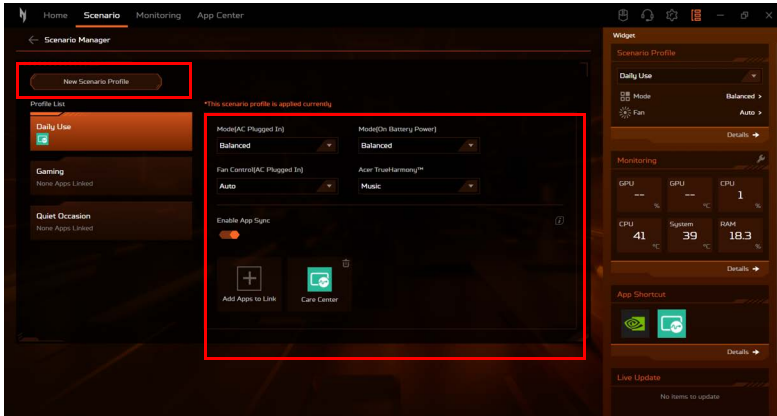 Home Scenario Monitoring App Center
Scenario Manager
New Scenario Profile
Profile List
Daily Use
Gaming
None Apps Linked
Quiet Occasion
None Apps Linked
*This scenario profile is applied currently
Mode(AC Plugged In) Mode(On Battery Power)
Balanced Balanced
Fan Control(AC Plugged In) Acer TrueHarmony™
Auto Music
Enable App Sync
Add Apps to Link Care Center
Widget
Scenario Profile
Daily Use
Mode Balanced >
Fan Auto >
Details →
Monitoring
GPU GPU CPU
-- -- 1
% °C %
CPU System RAM
41 39 18.3
°C °C %
Details →
App Shortcut
Details →
Live Update
No items to update